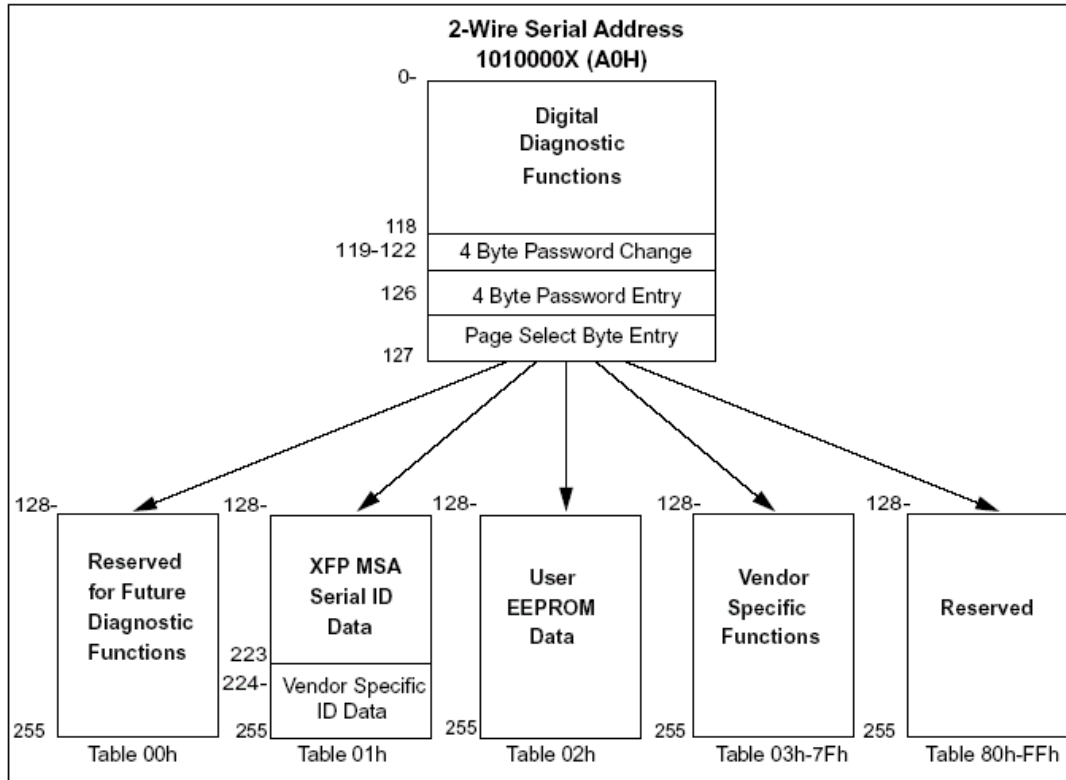 2-Wire Serial Address
1010000X (A0H)
0-
Digital
Diagnostic
Functions
118
119-122
4 Byte Password Change
126
4 Byte Password Entry
Page Select Byte Entry
127
128-
Reserved
for Future
Diagnostic
Functions
255
Table 00h
128-
XFP MSA
Serial ID
Data
223
224-
Vendor Specific
ID Data
255
Table 01h
128-
User
EEPROM
Data
255
Table 02h
128-
Vendor
Specific
Functions
255
Table 03h-7Fh
128-
Reserved
255
Table 80h-FFh